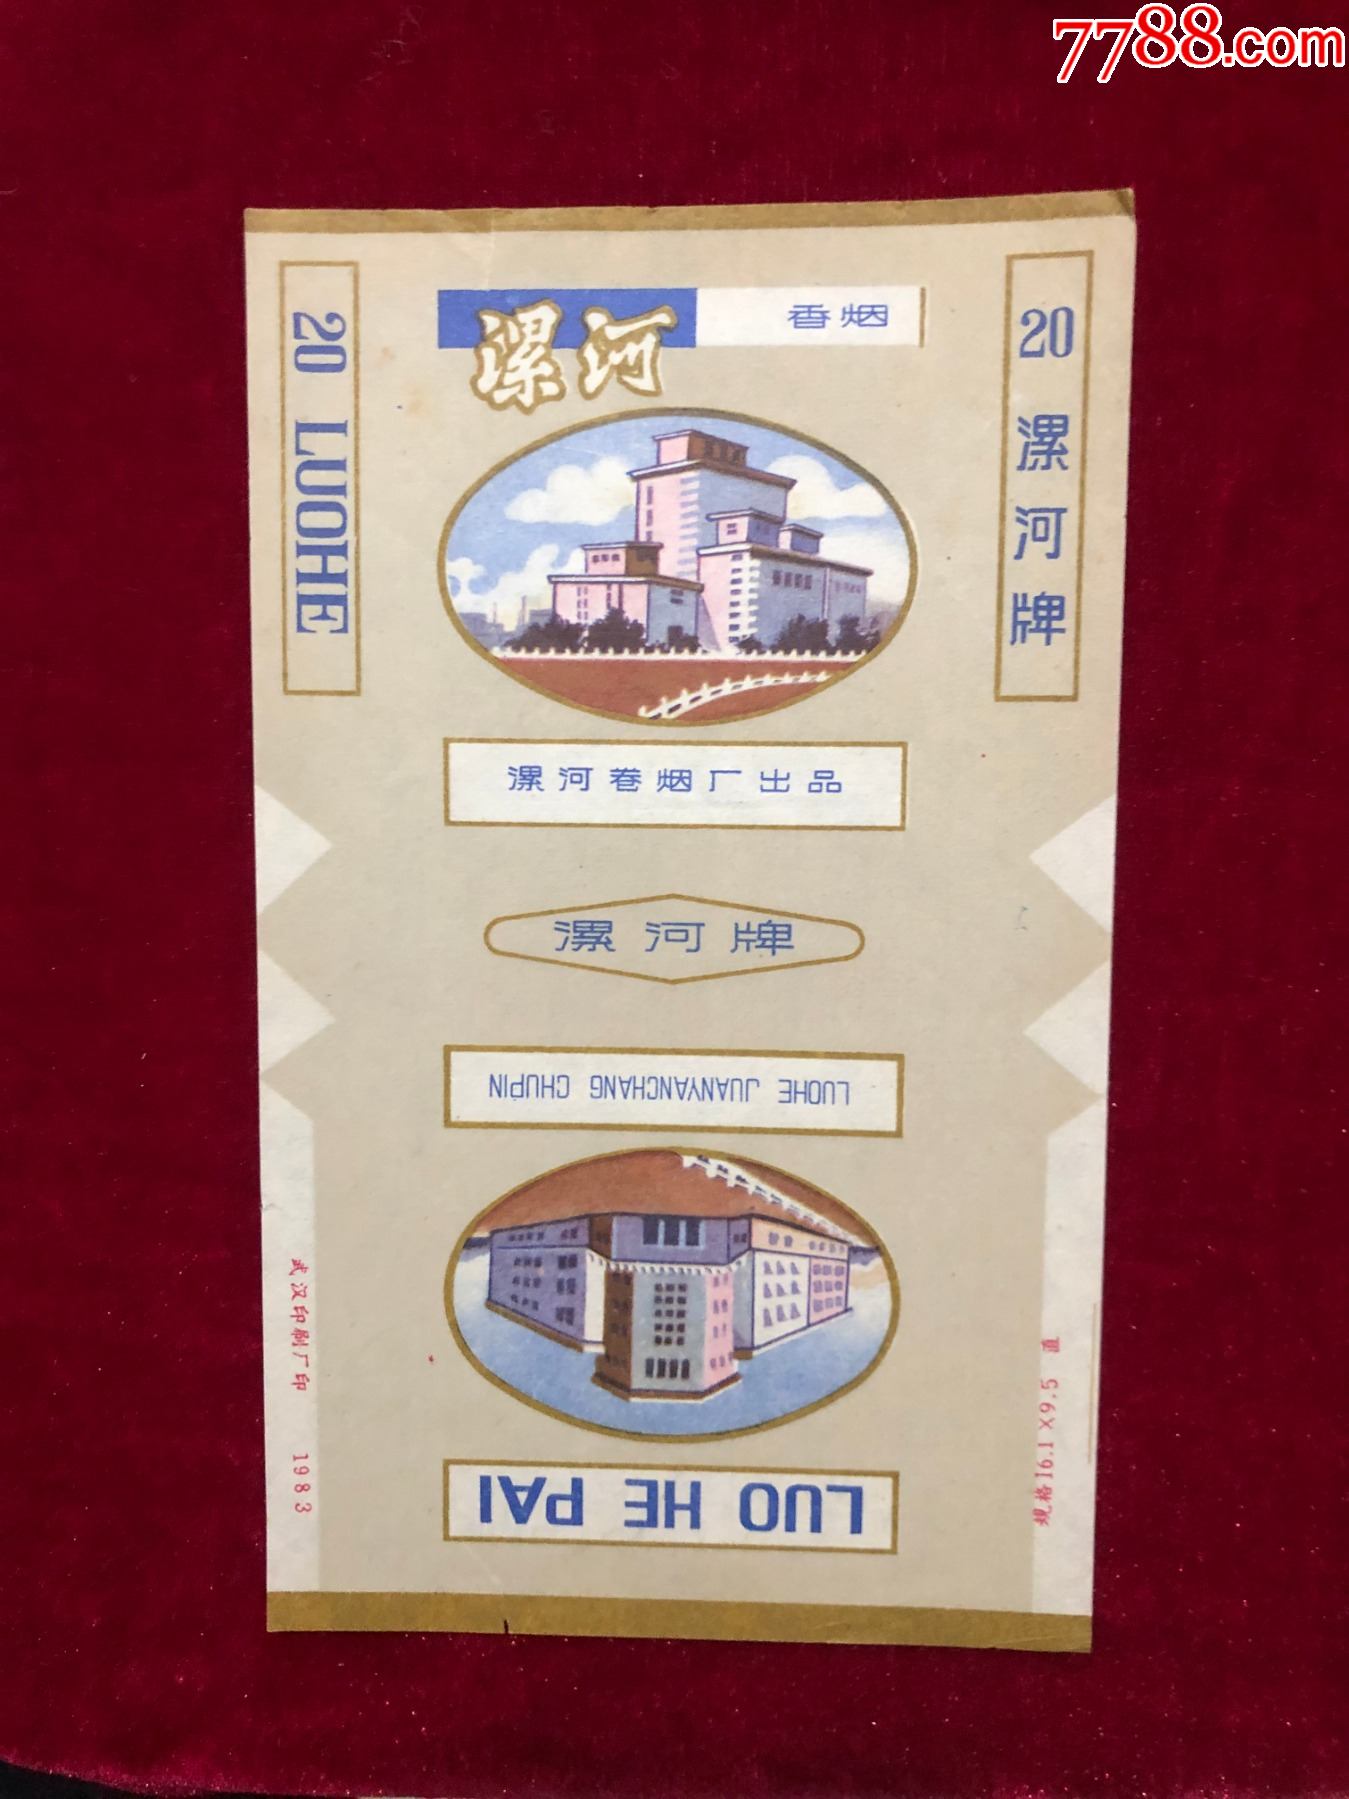 7788.com
漯河 香烟
20 LUOHE
20 漯河牌
漯河卷烟厂出品
漯河牌
LUOHE JUANYANCHANG CHUPIN
LUO HE PAI
武汉印刷厂印 1983
规格16.1×9.5 直